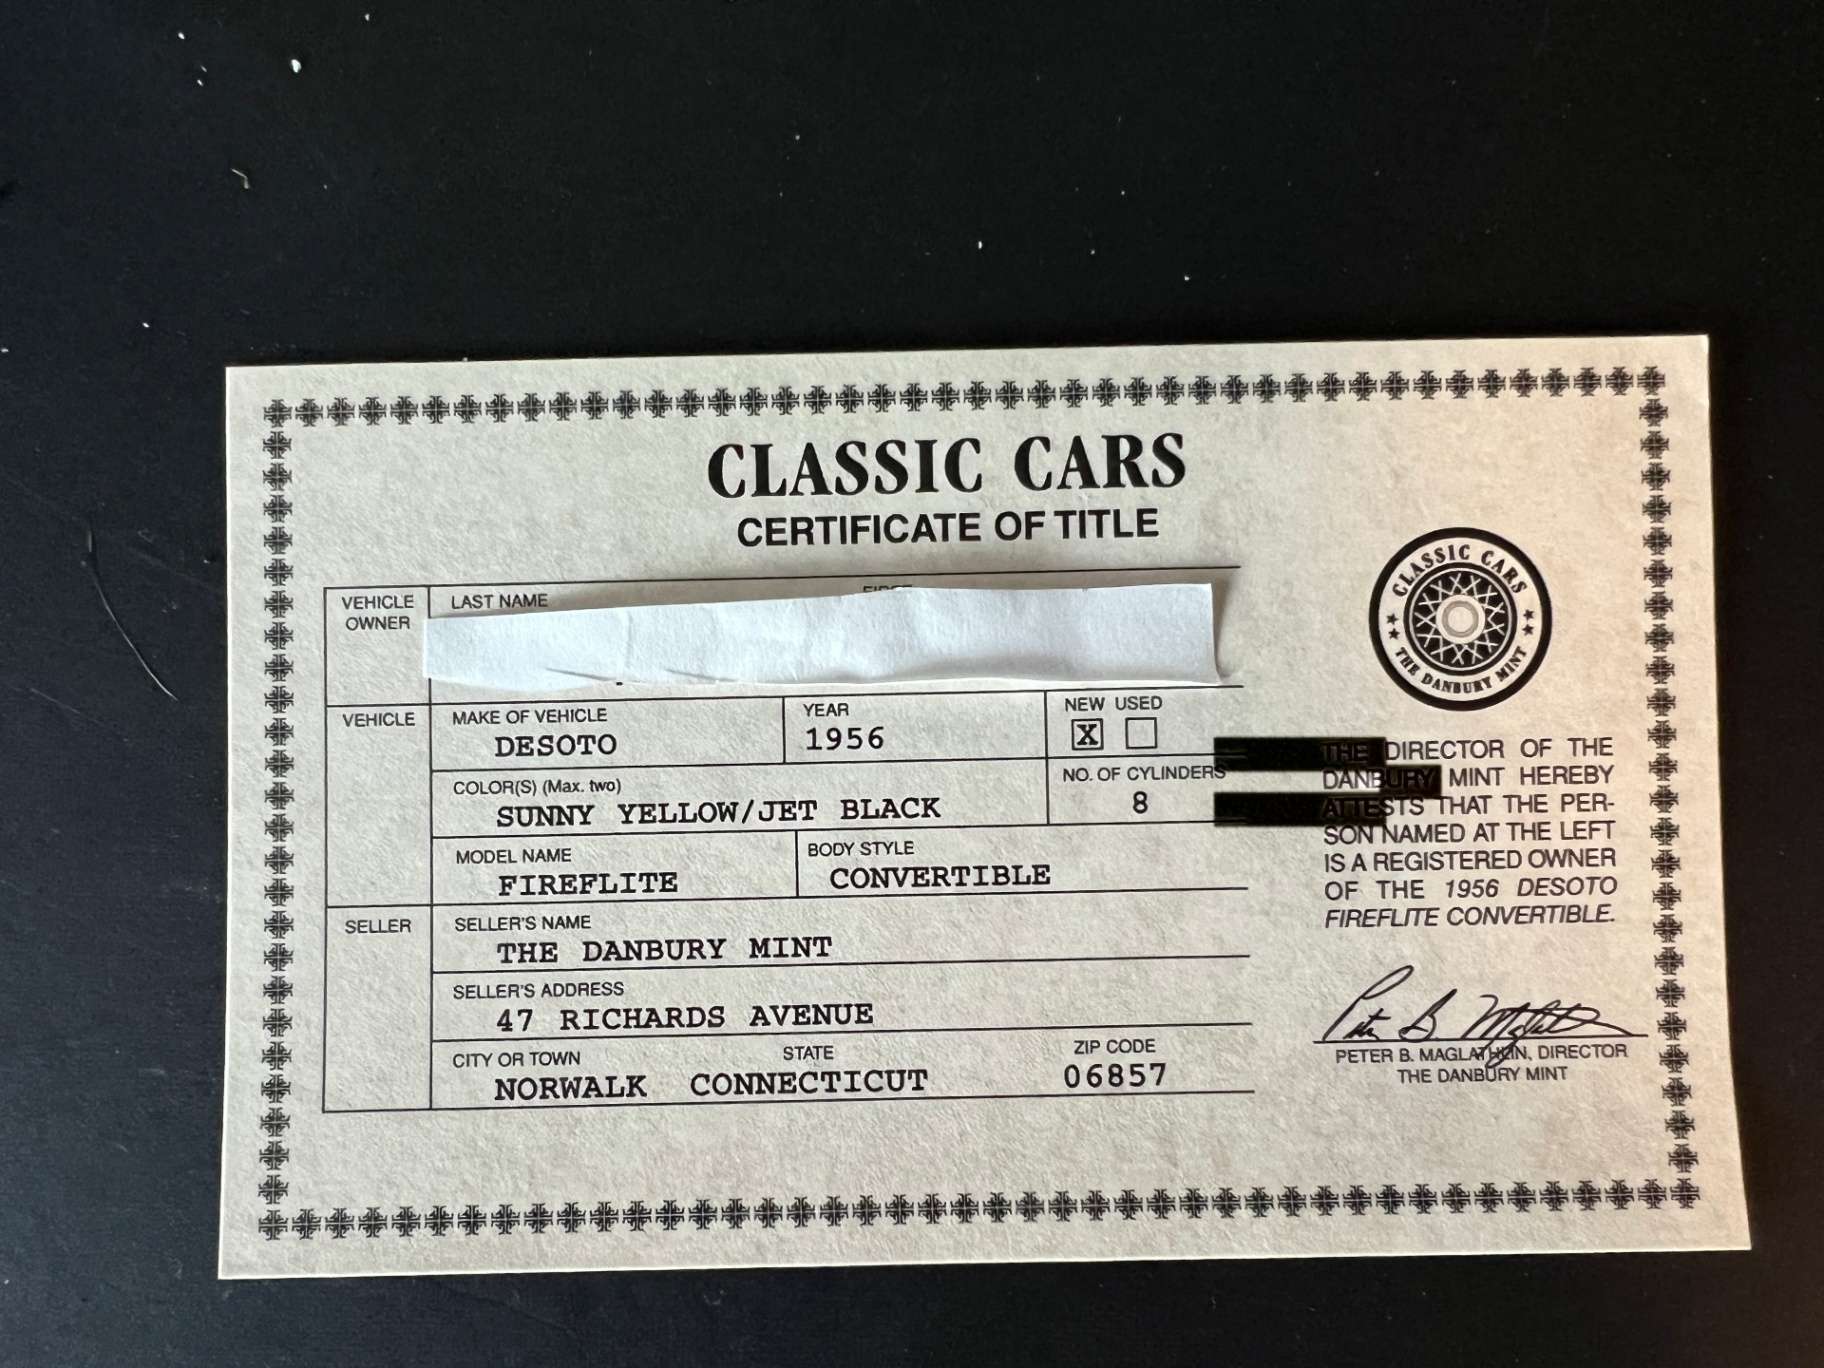 CLASSIC CARS
CERTIFICATE OF TITLE
VEHICLE OWNER
LAST NAME
VEHICLE
MAKE OF VEHICLE
DESOTO
YEAR
1956
NEW USED
X
COLOR(S) (Max. two)
SUNNY YELLOW/JET BLACK
NO. OF CYLINDERS
8
MODEL NAME
FIREFLITE
BODY STYLE
CONVERTIBLE
SELLER
SELLER'S NAME
THE DANBURY MINT
SELLER'S ADDRESS
47 RICHARDS AVENUE
CITY OR TOWN
STATE
ZIP CODE
NORWALK CONNECTICUT 06857
CLASSIC CARS
THE DANBURY MINT
THE DIRECTOR OF THE
DANBURY MINT HEREBY
ATTESTS THAT THE PER-
SON NAMED AT THE LEFT
IS A REGISTERED OWNER
OF THE 1956 DESOTO
FIREFLITE CONVERTIBLE.
PETER B. MAGLATHLIN, DIRECTOR
THE DANBURY MINT